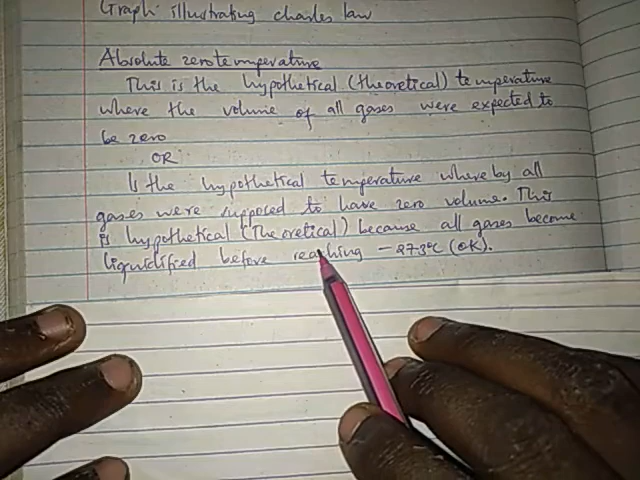 Graph illustrating charles law
Absolute zero temperature
This is the hypothetical (theoretical) temperature
where the volume of all gases were expected to
be zero
OR
Is the hypothetical temperature where by all
gases were supposed to have zero volume. This
is hypothetical (Theoretical) because all gases become
liquidified before reaching -273°C (0K).